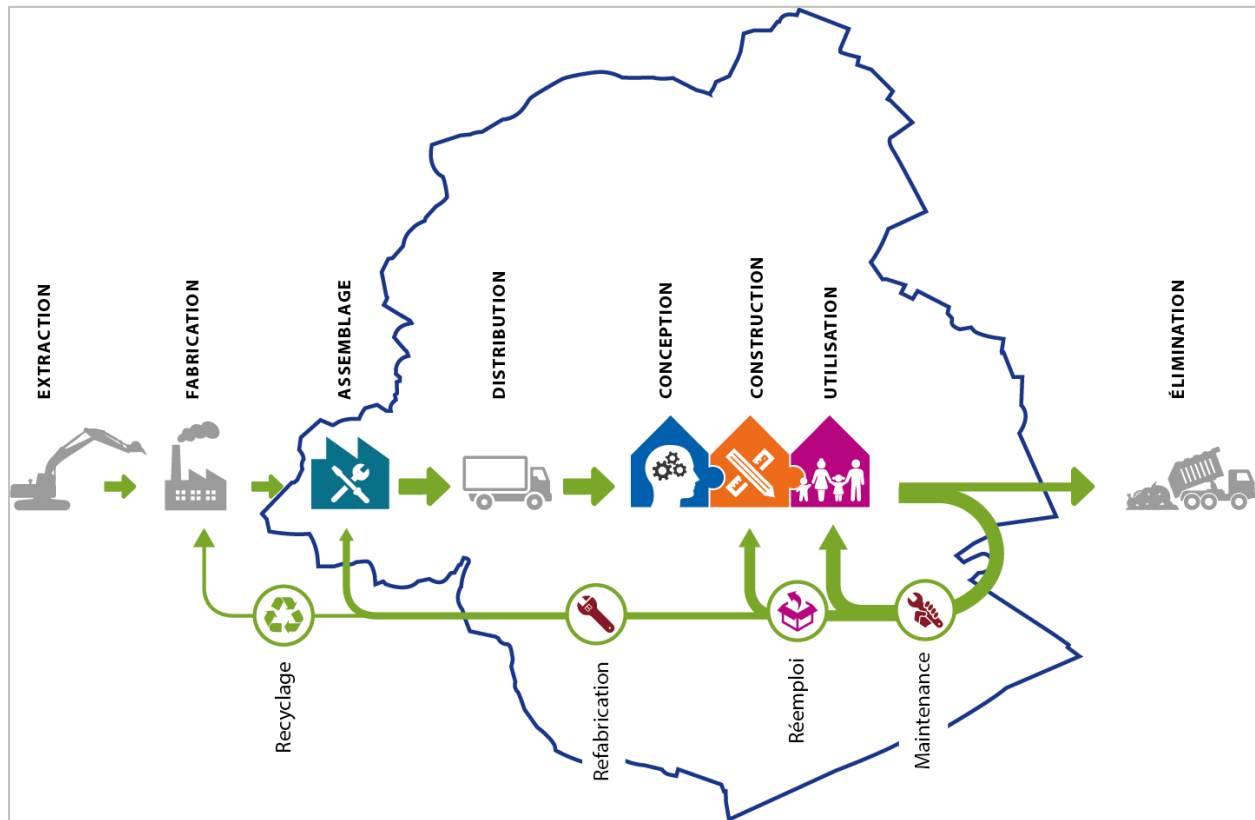 EXTRACTION
FABRICATION
ASSEMBLAGE
DISTRIBUTION
CONCEPTION
CONSTRUCTION
UTILISATION
ÉLIMINATION
Recyclage
Refabrication
Réemploi
Maintenance